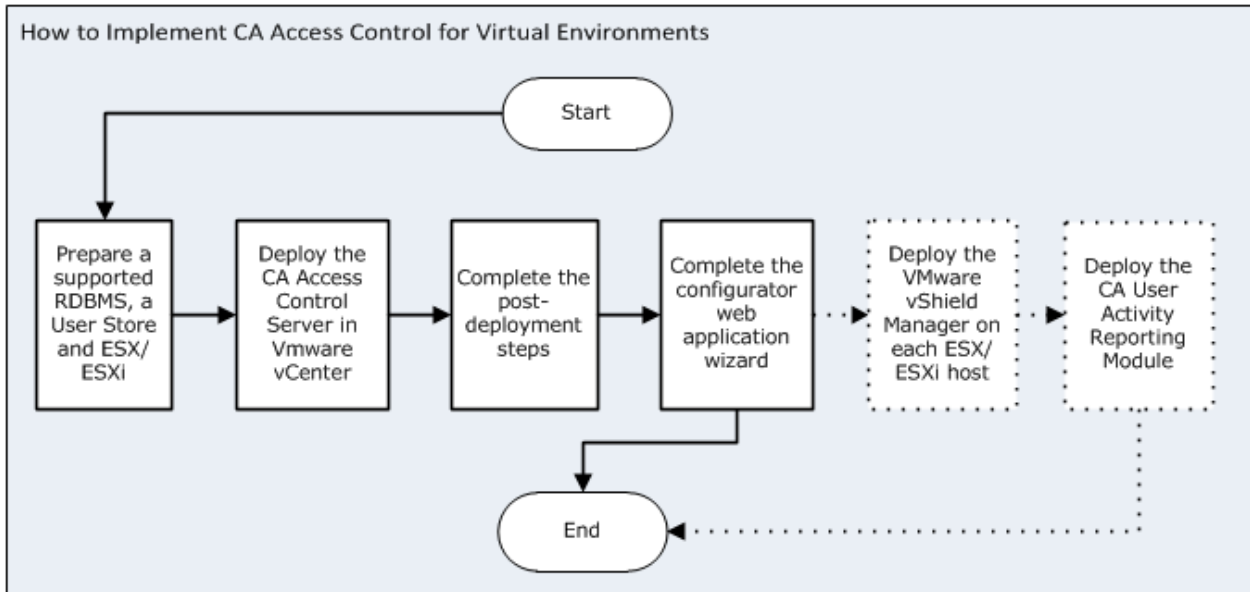 How to Implement CA Access Control for Virtual Environments
Start
Prepare a
supported
RDBMS, a
User Store
and ESX/
ESXi
Deploy the
CA Access
Control
Server in
Vmware
vCenter
Complete the
post-
deployment
steps
Complete the
configurator
web
application
wizard
Deploy the
VMware
vShield
Manager on
each ESX/
ESXi host
Deploy the
CA User
Activity
Reporting
Module
End